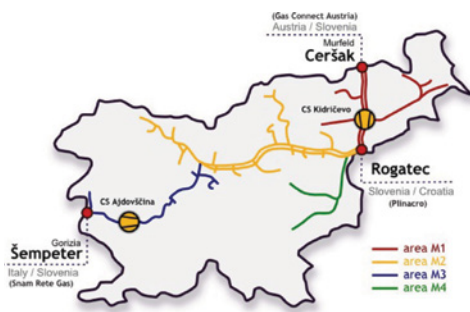 (Gas Connect Austria)
Austria / Slovenia
Murfeld
Ceršak
CS Kidričevo
Rogatec
Slovenia / Croatia
(Plinacro)
CS Ajdovščina
Gorizia
Šempeter
Italy / Slovenia
(Snam Rete Gas)
area M1
area M2
area M3
area M4